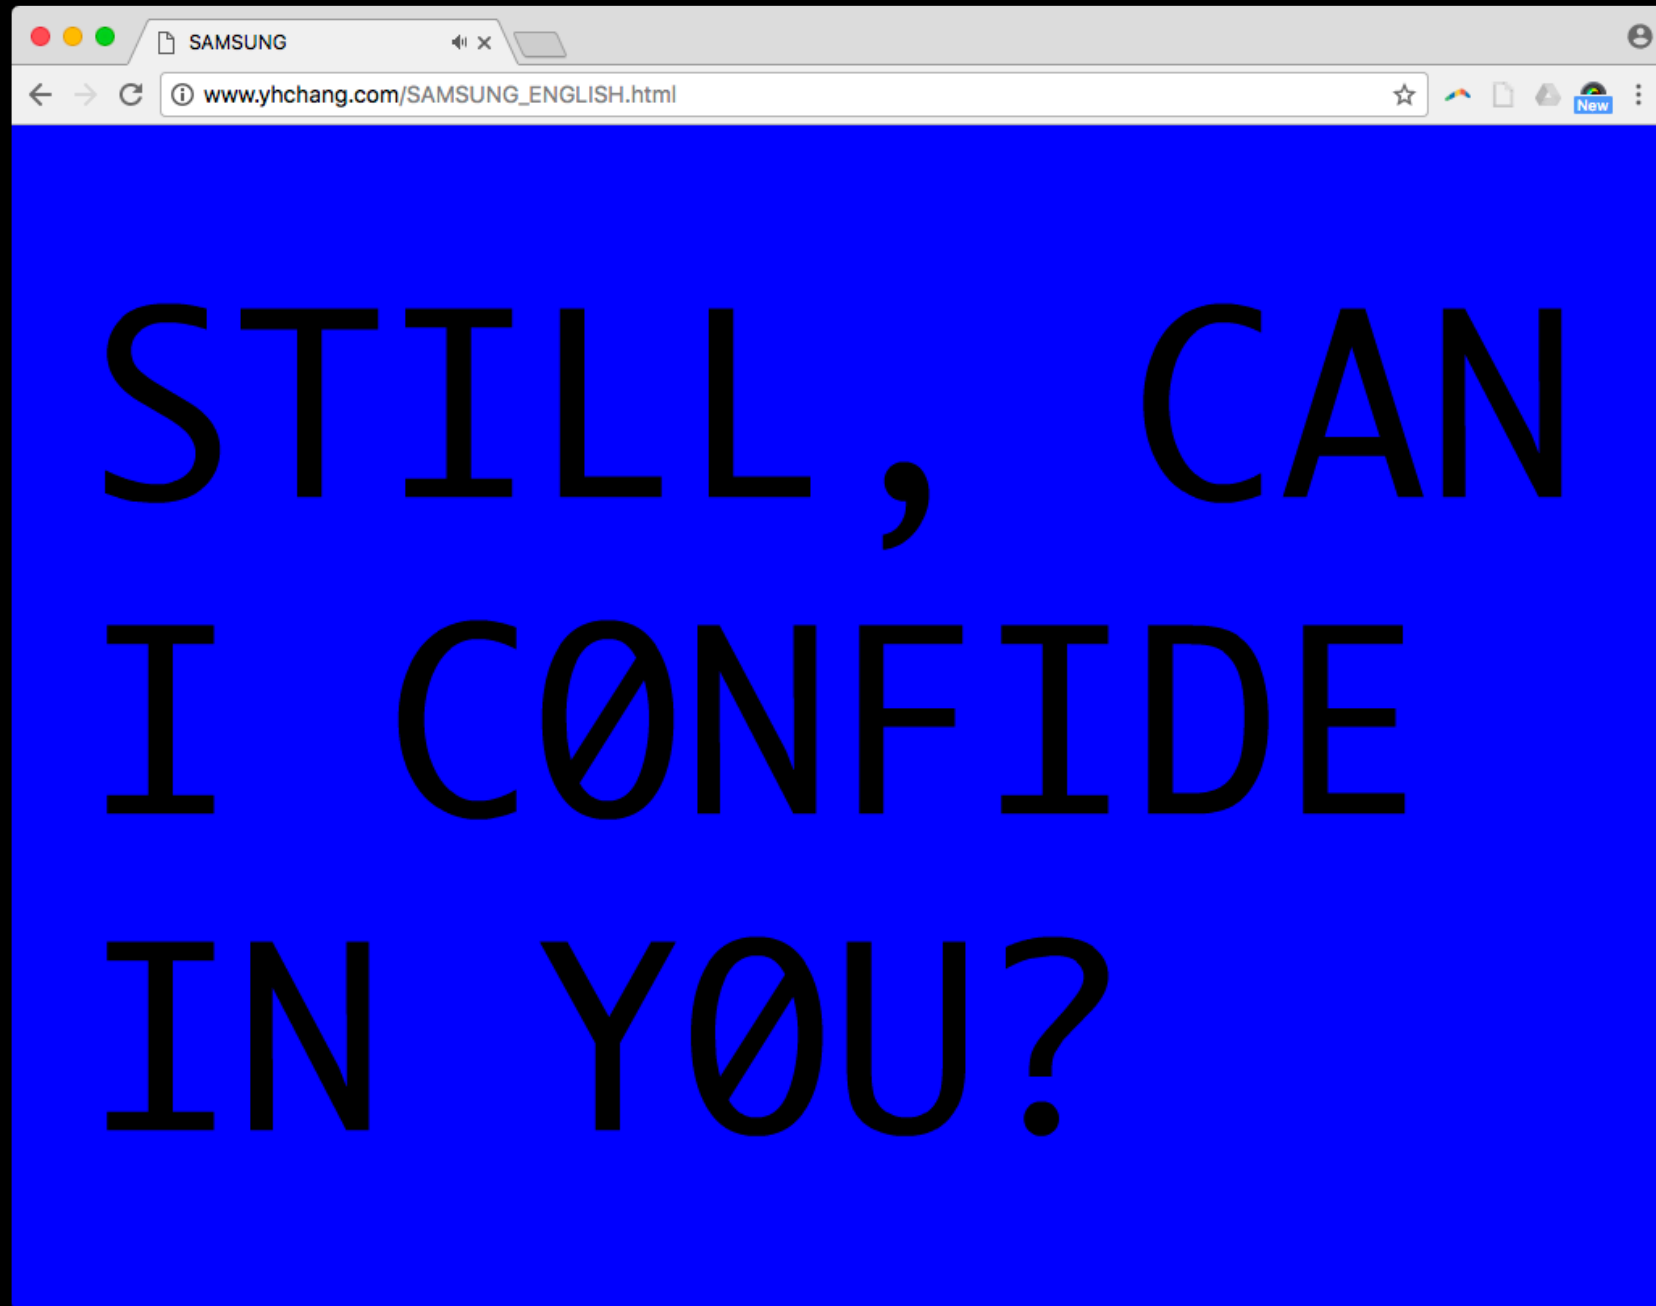 SAMSUNG
www.yhchang.com/SAMSUNG_ENGLISH.html
New
STILL, CAN
I C0NFIDE
IN Y0U?